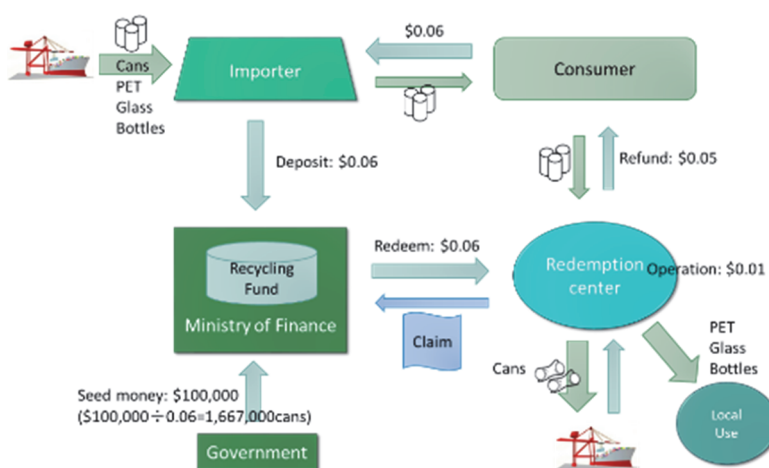 $0.06
Cans
PET
Glass
Bottles
Importer
Consumer
Deposit: $0.06
Refund: $0.05
Recycling
Fund
Ministry of Finance
Redeem: $0.06
Claim
Redemption
center
Operation: $0.01
Seed money: $100,000
($100,000÷0.06=1,667,000cans)
Government
Cans
PET
Glass
Bottles
Local
Use